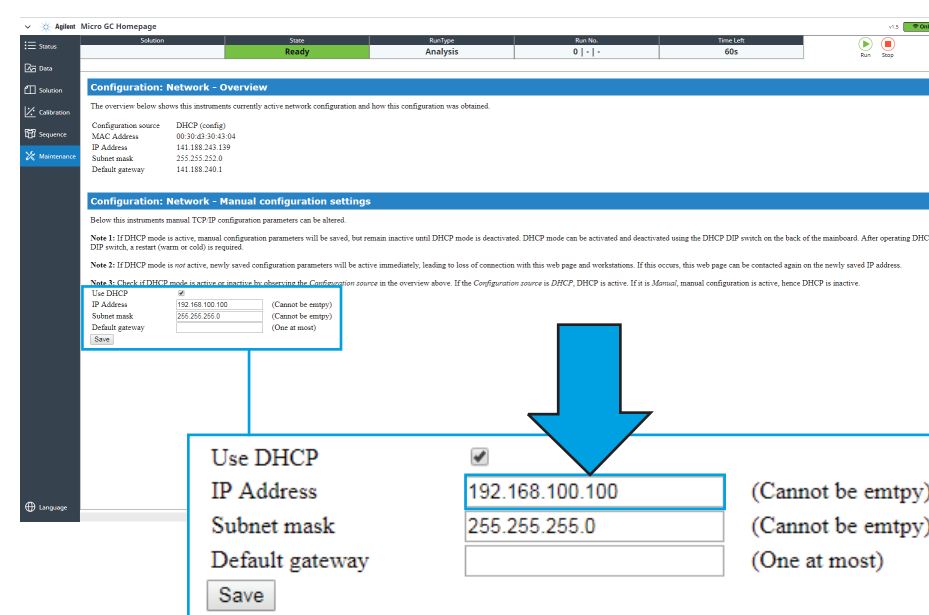 Agilent Micro GC Homepage
v1.5
Solution State RunType Run No. Time Left
Ready Analysis 0 | - | - 60s
Run Stop
Status
Data
Solution
Calibration
Sequence
Maintenance
Language
Configuration: Network - Overview
The overview below shows this instruments currently active network configuration and how this configuration was obtained.
Configuration source DHCP (config)
MAC Address 00:30:d3:30:43:04
IP Address 141.188.243.139
Subnet mask 255.255.252.0
Default gateway 141.188.240.1
Configuration: Network - Manual configuration settings
Below this instruments manual TCP/IP configuration parameters can be altered.
Note 1: If DHCP mode is active, manual configuration parameters will be saved, but remain inactive until DHCP mode is deactivated. DHCP mode can be activated and deactivated using the DHCP DIP switch on the back of the mainboard. After operating DHC
DIP switch, a restart (warm or cold) is required.
Note 2: If DHCP mode is not active, newly saved configuration parameters will be active immediately, leading to loss of connection with this web page and workstations. If this occurs, this web page can be contacted again on the newly saved IP address.
Note 3: Check if DHCP mode is active or inactive by observing the Configuration source in the overview above. If the Configuration source is DHCP, DHCP is active. If it is Manual, manual configuration is active, hence DHCP is inactive.
Use DHCP
IP Address 192.168.100.100 (Cannot be emtpy)
Subnet mask 255.255.255.0 (Cannot be emtpy)
Default gateway (One at most)
Save
Use DHCP
IP Address 192.168.100.100 (Cannot be emtpy)
Subnet mask 255.255.255.0 (Cannot be emtpy)
Default gateway (One at most)
Save